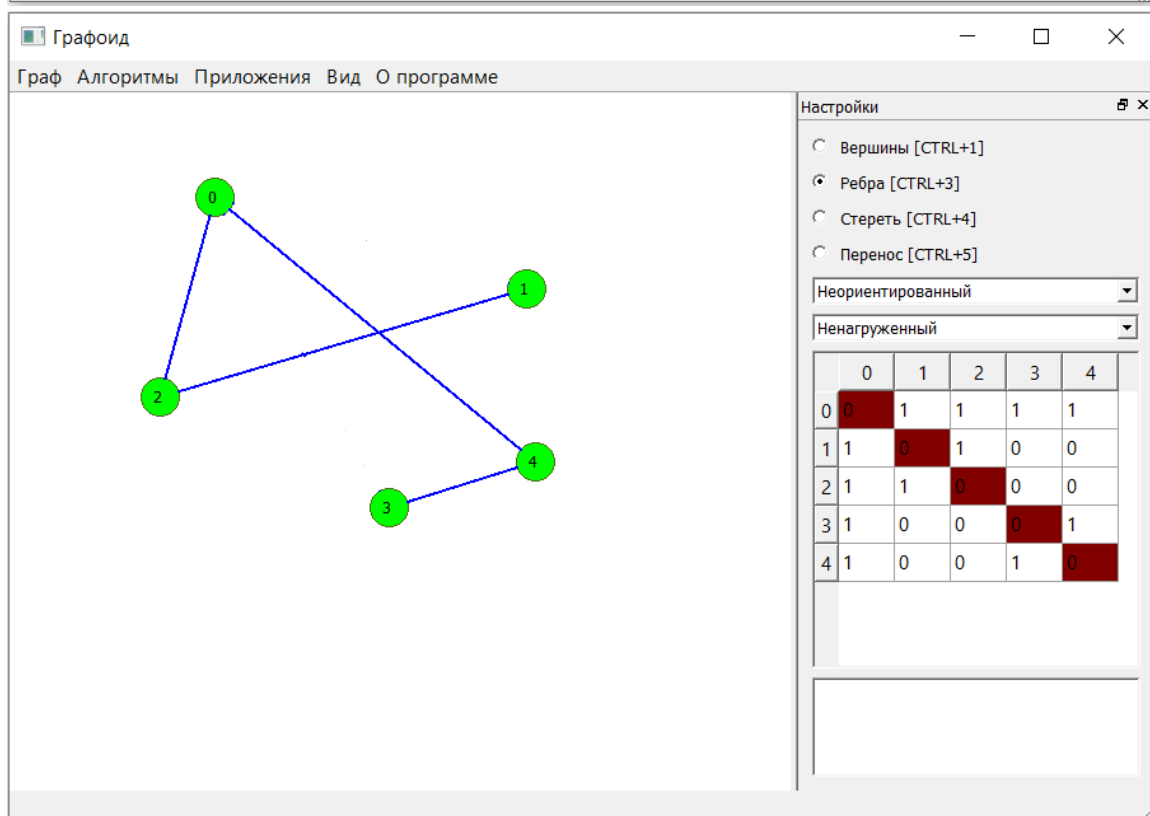 Графоид
Граф Алгоритмы Приложения Вид О программе
Настройки
Вершины [CTRL+1]
Ребра [CTRL+3]
Стереть [CTRL+4]
Перенос [CTRL+5]
Неориентированный
Ненагруженный
0 1 2 3 4
0 0 1 1 1 1
1 1 0 1 0 0
2 1 1 0 0 0
3 1 0 0 0 1
4 1 0 0 1 0
0
1
2
4
3